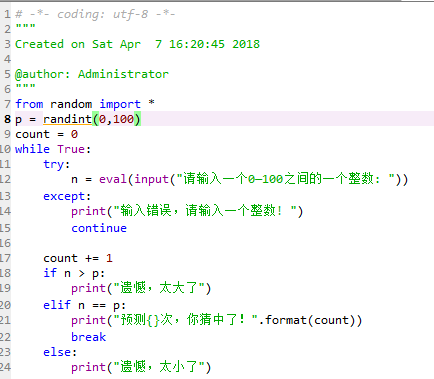 1 # -*- coding: utf-8 -*-
2 """
3 Created on Sat Apr  7 16:20:45 2018
4
5 @author: Administrator
6 """
7 from random import *
8 p = randint(0,100)
9 count = 0
10 while True:
11     try:
12         n = eval(input("请输入一个0—100之间的一个整数: "))
13     except:
14         print("输入错误，请输入一个整数! ")
15         continue
16
17     count += 1
18     if n > p:
19         print("遗憾，太大了")
20     elif n == p:
21         print("预测{}次，你猜中了! ".format(count))
22         break
23     else:
24         print("遗憾，太小了")